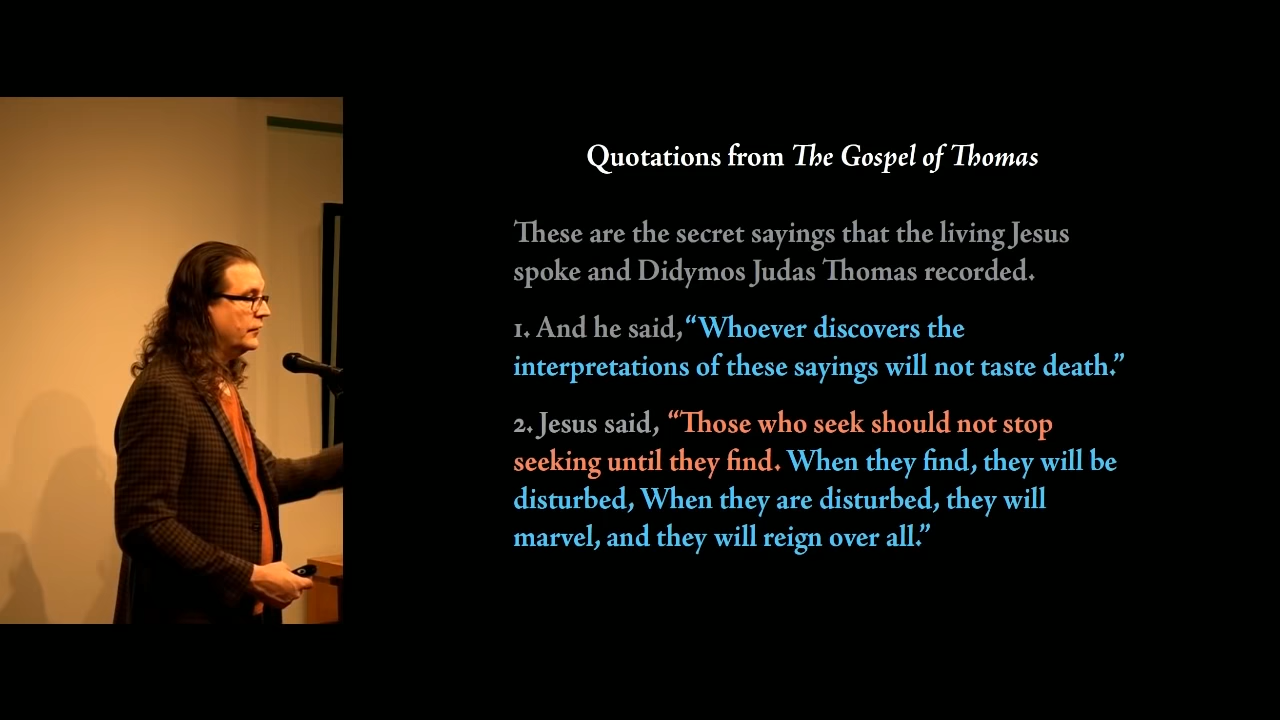 Quotations from The Gospel of Thomas
These are the secret sayings that the living Jesus
spoke and Didymos Judas Thomas recorded.
1. And he said,“Whoever discovers the
interpretations of these sayings will not taste death.”
2. Jesus said, “Those who seek should not stop
seeking until they find. When they find, they will be
disturbed, When they are disturbed, they will
marvel, and they will reign over all.”